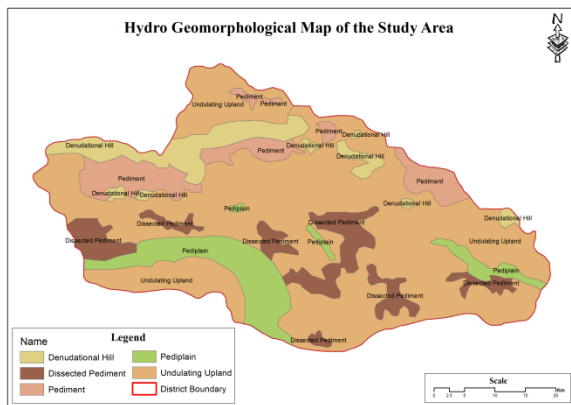 Hydro Geomorphological Map of the Study Area
N
Undulating Upland
Pediment
Pediment
Denudational Hill
Pediment
Denudational Hill
Denudational Hill
Denudational Hill
Pediment
Pediment
Pediment
Denudational Hill
Denudational Hill
Pediplain
Denudational Hill
Denudational Hill
Dissected Pediment
Dissected Pediment
Dissected Pediment
Dissected Pediment
Pediplain
Undulating Upland
Pediplain
Pediplain
Undulating Upland
Dissected Pediment
Dissected Pediment
Dissected Pediment
Legend
Name
Denudational Hill
Dissected Pediment
Pediment
Pediplain
Undulating Upland
District Boundary
Scale
0 2.5 5 10 15 20
Km